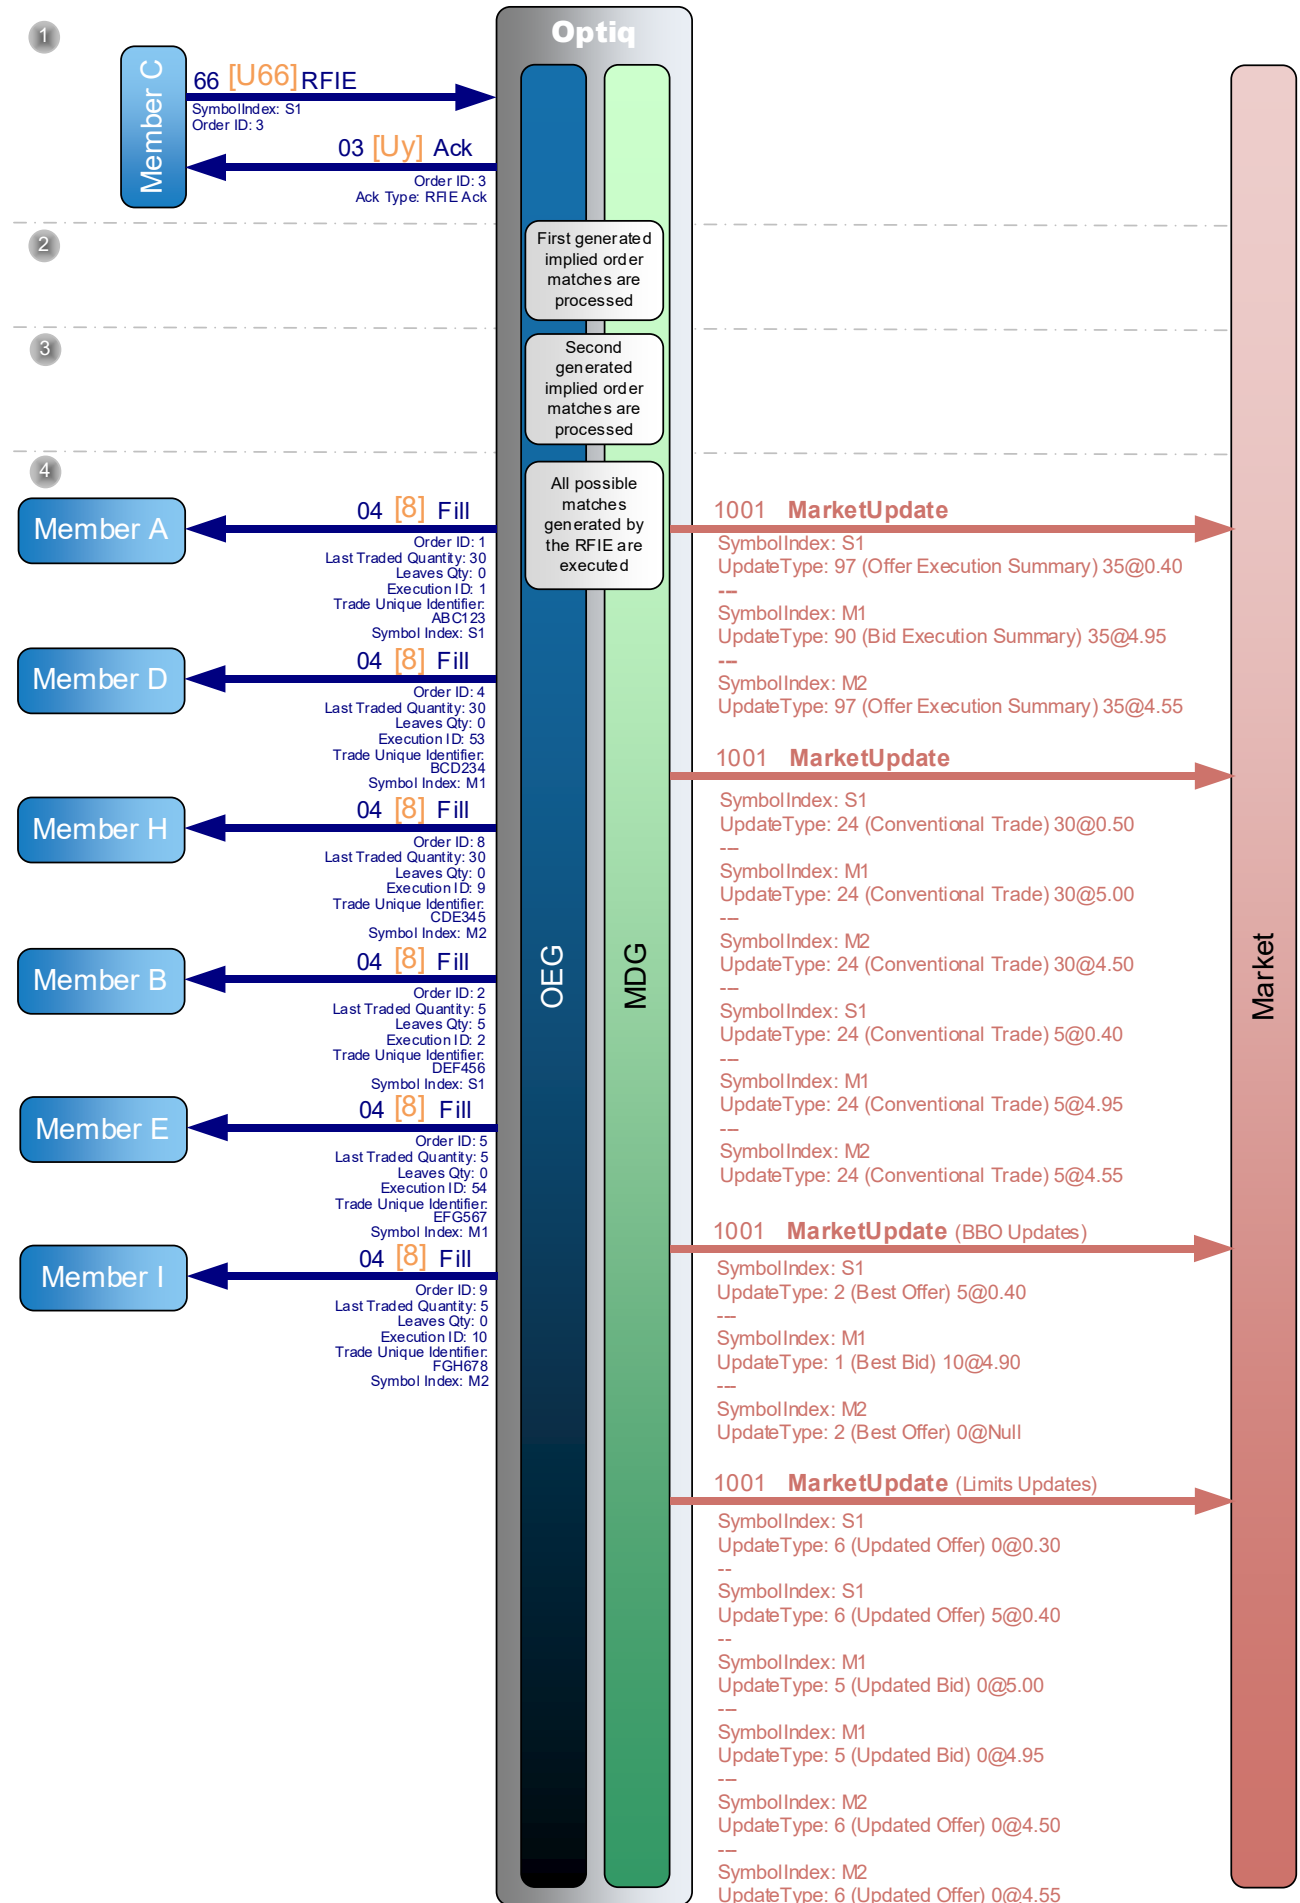 Optiq
1
Member C
66 [U66] RFIE
SymbolIndex: S1
Order ID: 3
03 [Uy] Ack
Order ID: 3
Ack Type: RFIE Ack
2
First generated
implied order
matches are
processed
3
Second
generated
implied order
matches are
processed
4
All possible
matches
generated by
the RFIE are
executed
Member A
04 [8] Fill
Order ID: 1
Last Traded Quantity: 30
Leaves Qty: 0
Execution ID: 1
Trade Unique Identifier:
ABC123
Symbol Index: S1
Member D
04 [8] Fill
Order ID: 4
Last Traded Quantity: 30
Leaves Qty: 0
Execution ID: 53
Trade Unique Identifier:
BCD234
Symbol Index: M1
Member H
04 [8] Fill
Order ID: 8
Last Traded Quantity: 30
Leaves Qty: 0
Execution ID: 9
Trade Unique Identifier:
CDE345
Symbol Index: M2
Member B
04 [8] Fill
Order ID: 2
Last Traded Quantity: 5
Leaves Qty: 5
Execution ID: 2
Trade Unique Identifier:
DEF456
Symbol Index: S1
Member E
04 [8] Fill
Order ID: 5
Last Traded Quantity: 5
Leaves Qty: 0
Execution ID: 54
Trade Unique Identifier:
EFG567
Symbol Index: M1
Member I
04 [8] Fill
Order ID: 9
Last Traded Quantity: 5
Leaves Qty: 0
Execution ID: 10
Trade Unique Identifier:
FGH678
Symbol Index: M2
OEG
MDG
1001 MarketUpdate
SymbolIndex: S1
UpdateType: 97 (Offer Execution Summary) 35@0.40
---
SymbolIndex: M1
UpdateType: 90 (Bid Execution Summary) 35@4.95
---
SymbolIndex: M2
UpdateType: 97 (Offer Execution Summary) 35@4.55
1001 MarketUpdate
SymbolIndex: S1
UpdateType: 24 (Conventional Trade) 30@0.50
---
SymbolIndex: M1
UpdateType: 24 (Conventional Trade) 30@5.00
---
SymbolIndex: M2
UpdateType: 24 (Conventional Trade) 30@4.50
---
SymbolIndex: S1
UpdateType: 24 (Conventional Trade) 5@0.40
---
SymbolIndex: M1
UpdateType: 24 (Conventional Trade) 5@4.95
---
SymbolIndex: M2
UpdateType: 24 (Conventional Trade) 5@4.55
1001 MarketUpdate (BBO Updates)
SymbolIndex: S1
UpdateType: 2 (Best Offer) 5@0.40
---
SymbolIndex: M1
UpdateType: 1 (Best Bid) 10@4.90
---
SymbolIndex: M2
UpdateType: 2 (Best Offer) 0@Null
1001 MarketUpdate (Limits Updates)
SymbolIndex: S1
UpdateType: 6 (Updated Offer) 0@0.30
--
SymbolIndex: S1
UpdateType: 6 (Updated Offer) 5@0.40
--
SymbolIndex: M1
UpdateType: 5 (Updated Bid) 0@5.00
---
SymbolIndex: M1
UpdateType: 5 (Updated Bid) 0@4.95
---
SymbolIndex: M2
UpdateType: 6 (Updated Offer) 0@4.50
---
SymbolIndex: M2
UpdateType: 6 (Updated Offer) 0@4.55
Market